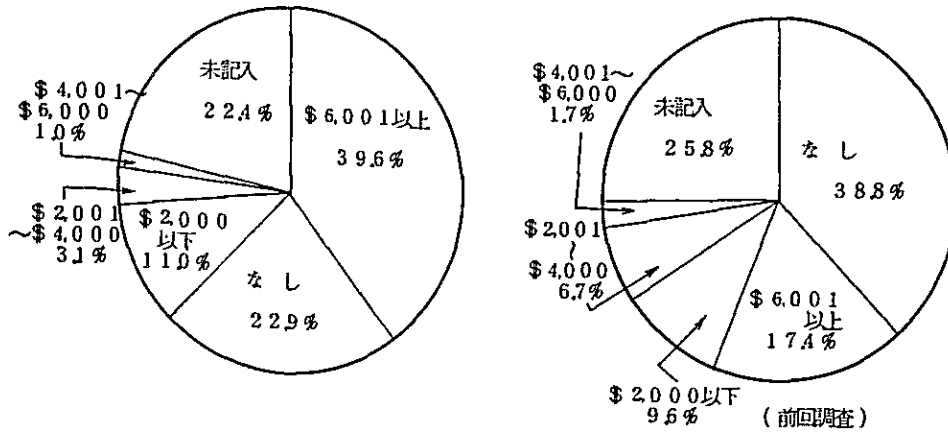 未記入
22.4%
$6,001以上
39.6%
$4,001～
$6,000
1.0%
$2,001
～$4,000
3.1%
$2,000
以下
11.0%
なし
22.9%
$4,001～
$6,000
1.7%
未記入
25.8%
なし
38.8%
$2,001
～
$4,000
6.7%
$6,001
以上
17.4%
$2,000以下
9.6%
(前回調査)